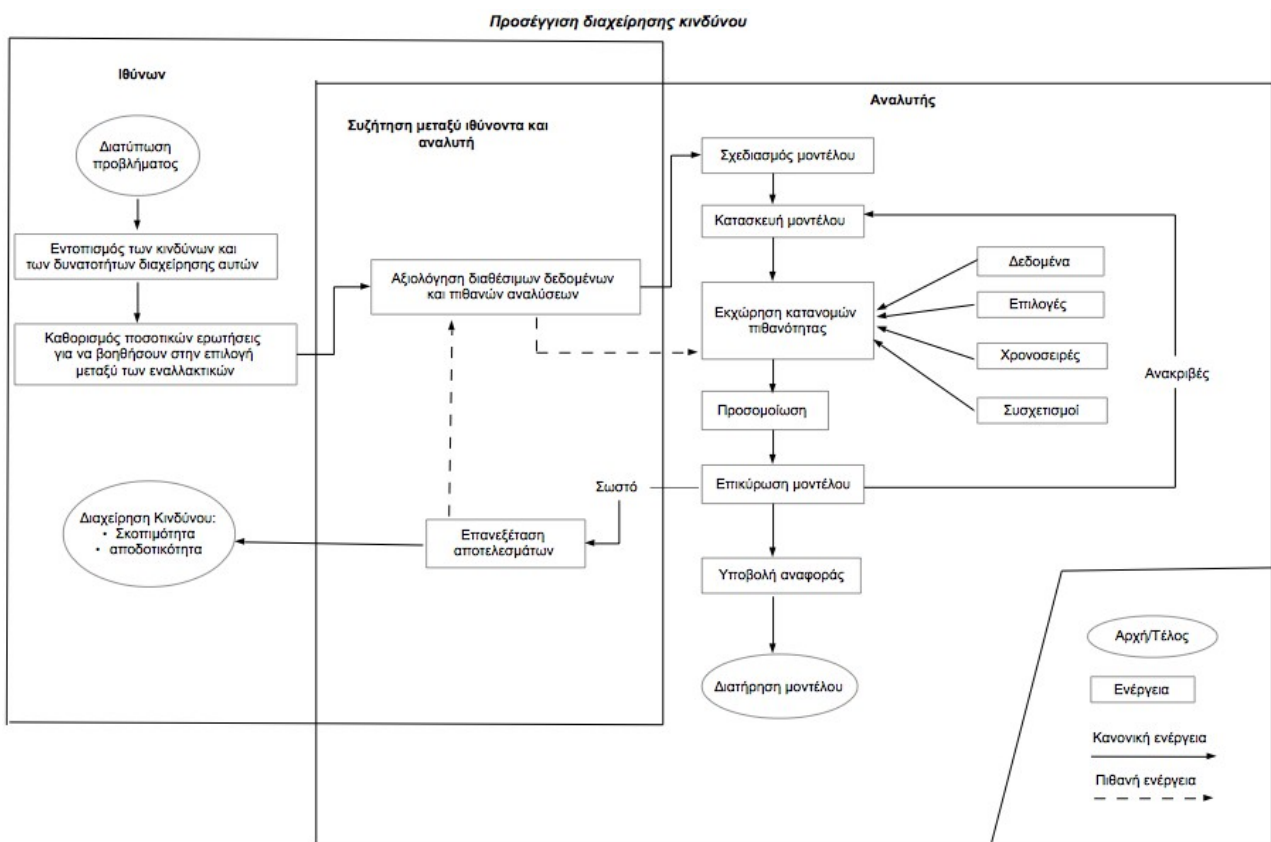 Προσέγγιση διαχείρησης κινδύνου
Ιθύνων
Διατύπωση
προβλήματος
Εντοπισμός των κινδύνων και
των δυνατοτήτων διαχείρησης αυτών
Καθορισμός ποσοτικών ερωτήσεις
για να βοηθήσουν στην επιλογή
μεταξύ των εναλλακτικών
Διαχείρηση Κινδύνου:
• Σκοπιμότητα
• αποδοτικότητα
Συζήτηση μεταξύ ιθύνοντα και
αναλυτή
Αξιολόγηση διαθέσιμων δεδομένων
και πιθανών αναλύσεων
Σωστό
Επανεξέταση
αποτελεσμάτων
Αναλυτής
Σχεδιασμός μοντέλου
Κατασκευή μοντέλου
Εκχώρηση κατανομών
πιθανότητας
Προσομοίωση
Επικύρωση μοντέλου
Υποβολή αναφοράς
Διατήρηση μοντέλου
Δεδομένα
Επιλογές
Χρονοσειρές
Συσχετισμοί
Ανακριβές
Αρχή/Τέλος
Ενέργεια
Κανονική ενέργεια
Πιθανή ενέργεια